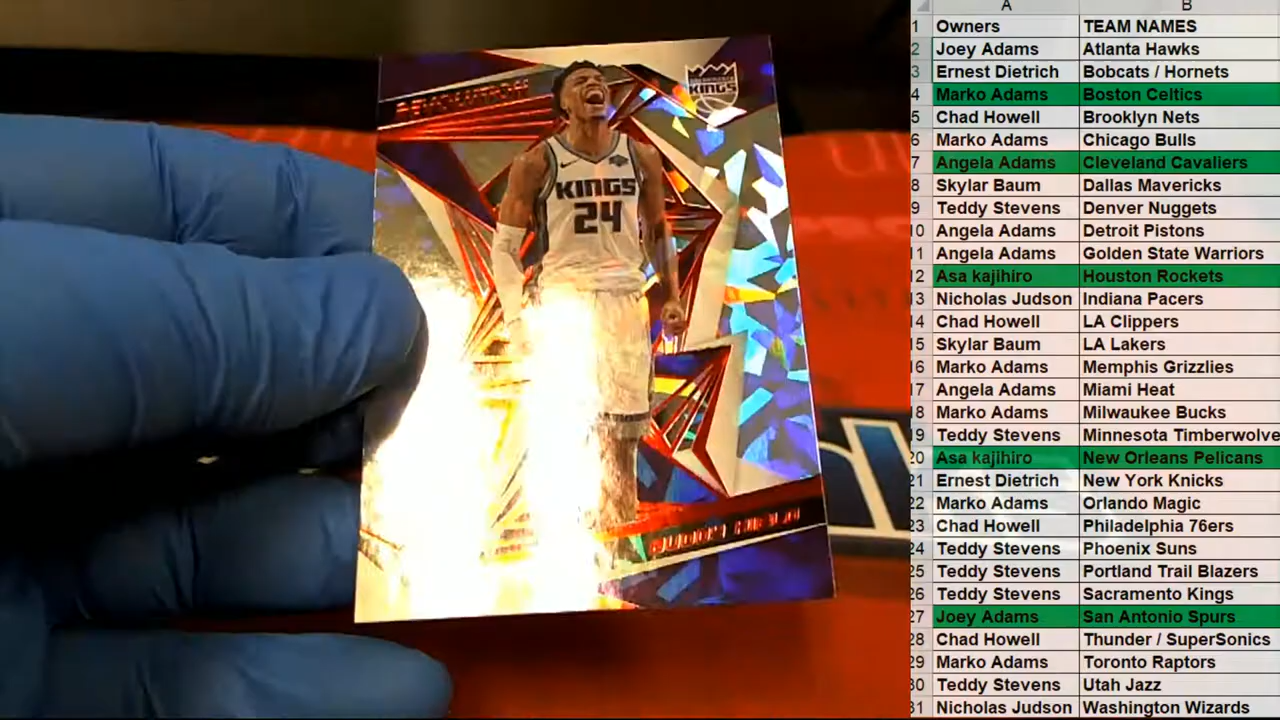 REVOLUTION
KINGS
KINGS
24
BUDDY HIELD
A B
1 Owners TEAM NAMES
2 Joey Adams Atlanta Hawks
3 Ernest Dietrich Bobcats / Hornets
4 Marko Adams Boston Celtics
5 Chad Howell Brooklyn Nets
6 Marko Adams Chicago Bulls
7 Angela Adams Cleveland Cavaliers
8 Skylar Baum Dallas Mavericks
9 Teddy Stevens Denver Nuggets
10 Angela Adams Detroit Pistons
11 Angela Adams Golden State Warriors
12 Asa kajihiro Houston Rockets
13 Nicholas Judson Indiana Pacers
14 Chad Howell LA Clippers
15 Skylar Baum LA Lakers
16 Marko Adams Memphis Grizzlies
17 Angela Adams Miami Heat
18 Marko Adams Milwaukee Bucks
19 Teddy Stevens Minnesota Timberwolve
20 Asa kajihiro New Orleans Pelicans
21 Ernest Dietrich New York Knicks
22 Marko Adams Orlando Magic
23 Chad Howell Philadelphia 76ers
24 Teddy Stevens Phoenix Suns
25 Teddy Stevens Portland Trail Blazers
26 Teddy Stevens Sacramento Kings
27 Joey Adams San Antonio Spurs
28 Chad Howell Thunder / SuperSonics
29 Marko Adams Toronto Raptors
30 Teddy Stevens Utah Jazz
31 Nicholas Judson Washington Wizards